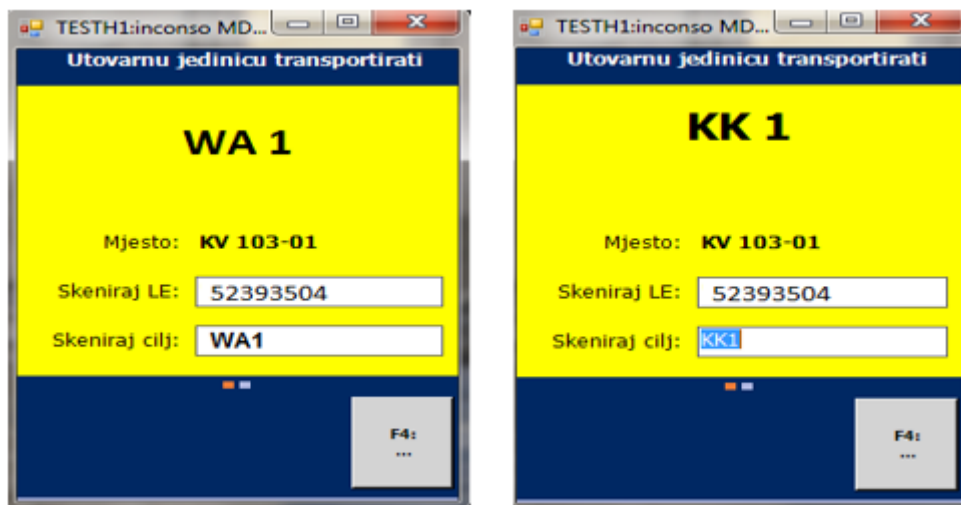 TESTH1:inconso MD...
Utovarnu jedinicu transportirati
WA 1
Mjesto: KV 103-01
Skeniraj LE: 52393504
Skeniraj cilj: WA1
F4:
...
TESTH1:inconso MD...
Utovarnu jedinicu transportirati
KK 1
Mjesto: KV 103-01
Skeniraj LE: 52393504
Skeniraj cilj: KK1
F4:
...